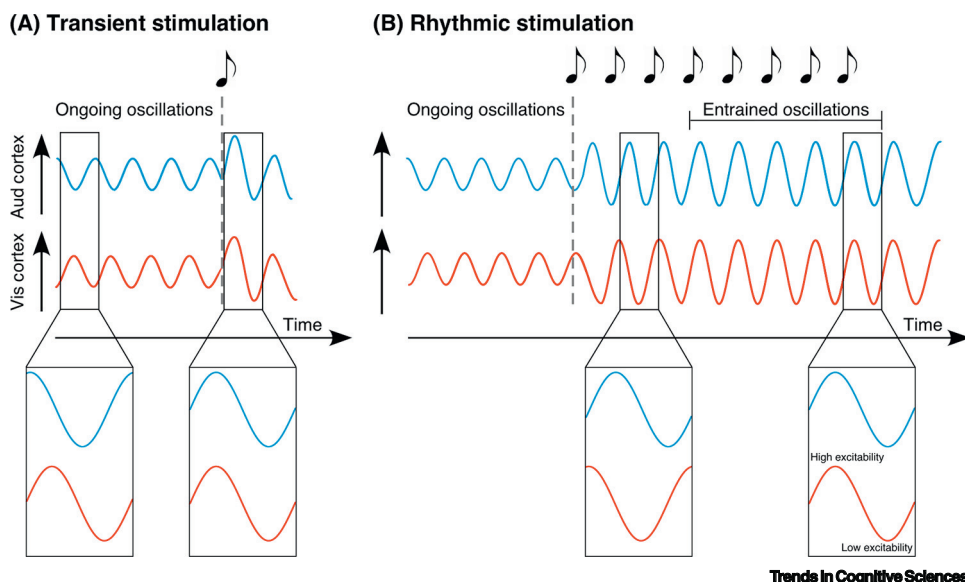 (A) Transient stimulation
(B) Rhythmic stimulation
Ongoing oscillations
Ongoing oscillations
Entrained oscillations
Aud cortex
Vis cortex
Time
Time
High excitability
Low excitability
Trends in Cognitive Sciences